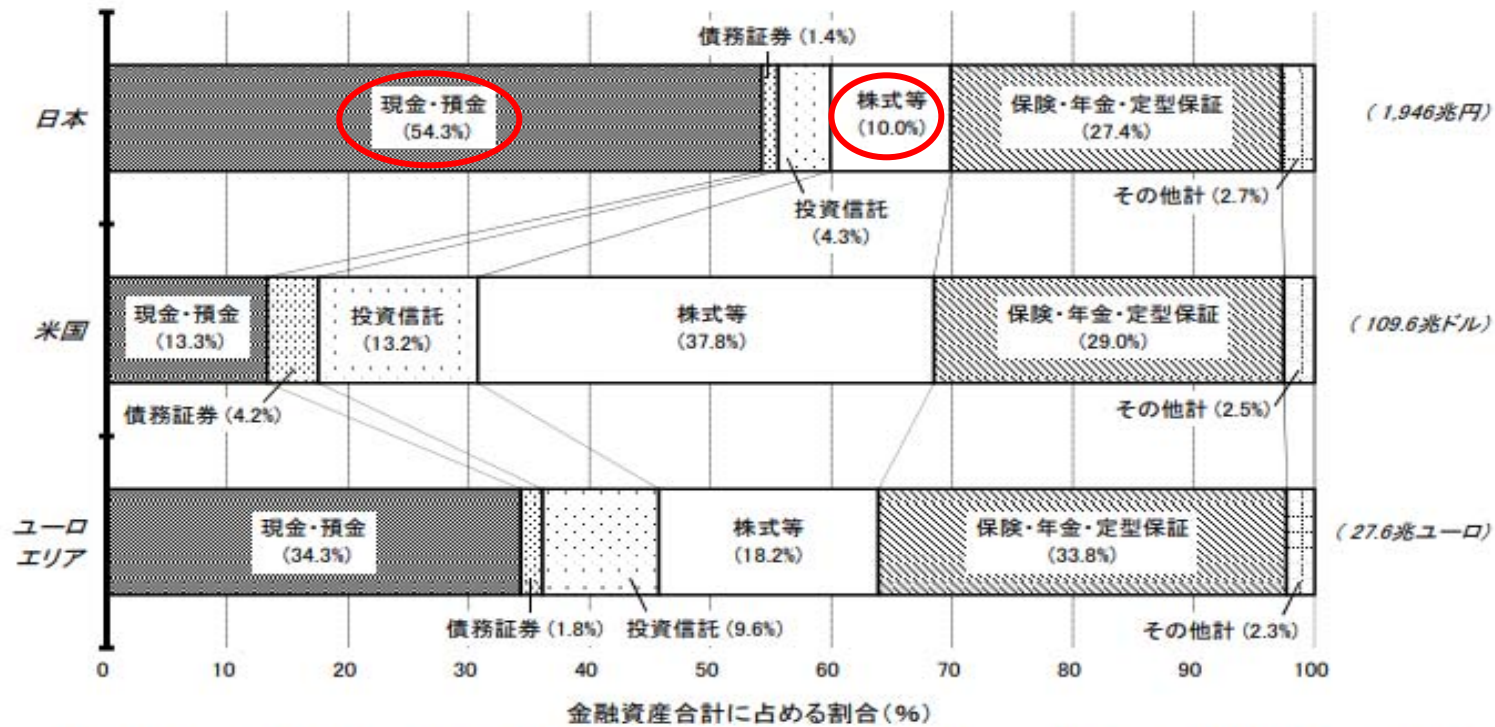 債務証券 (1.4%)
日本
現金・預金
(54.3%)
株式等
(10.0%)
保険・年金・定型保証
(27.4%)
( 1,946兆円)
投資信託
(4.3%)
その他計 (2.7%)
米国
現金・預金
(13.3%)
投資信託
(13.2%)
株式等
(37.8%)
保険・年金・定型保証
(29.0%)
( 109.6兆ドル)
債務証券 (4.2%)
その他計 (2.5%)
ユーロ
エリア
現金・預金
(34.3%)
株式等
(18.2%)
保険・年金・定型保証
(33.8%)
( 27.6兆ユーロ)
債務証券 (1.8%)
投資信託 (9.6%)
その他計 (2.3%)
0 10 20 30 40 50 60 70 80 90 100
金融資産合計に占める割合(%)